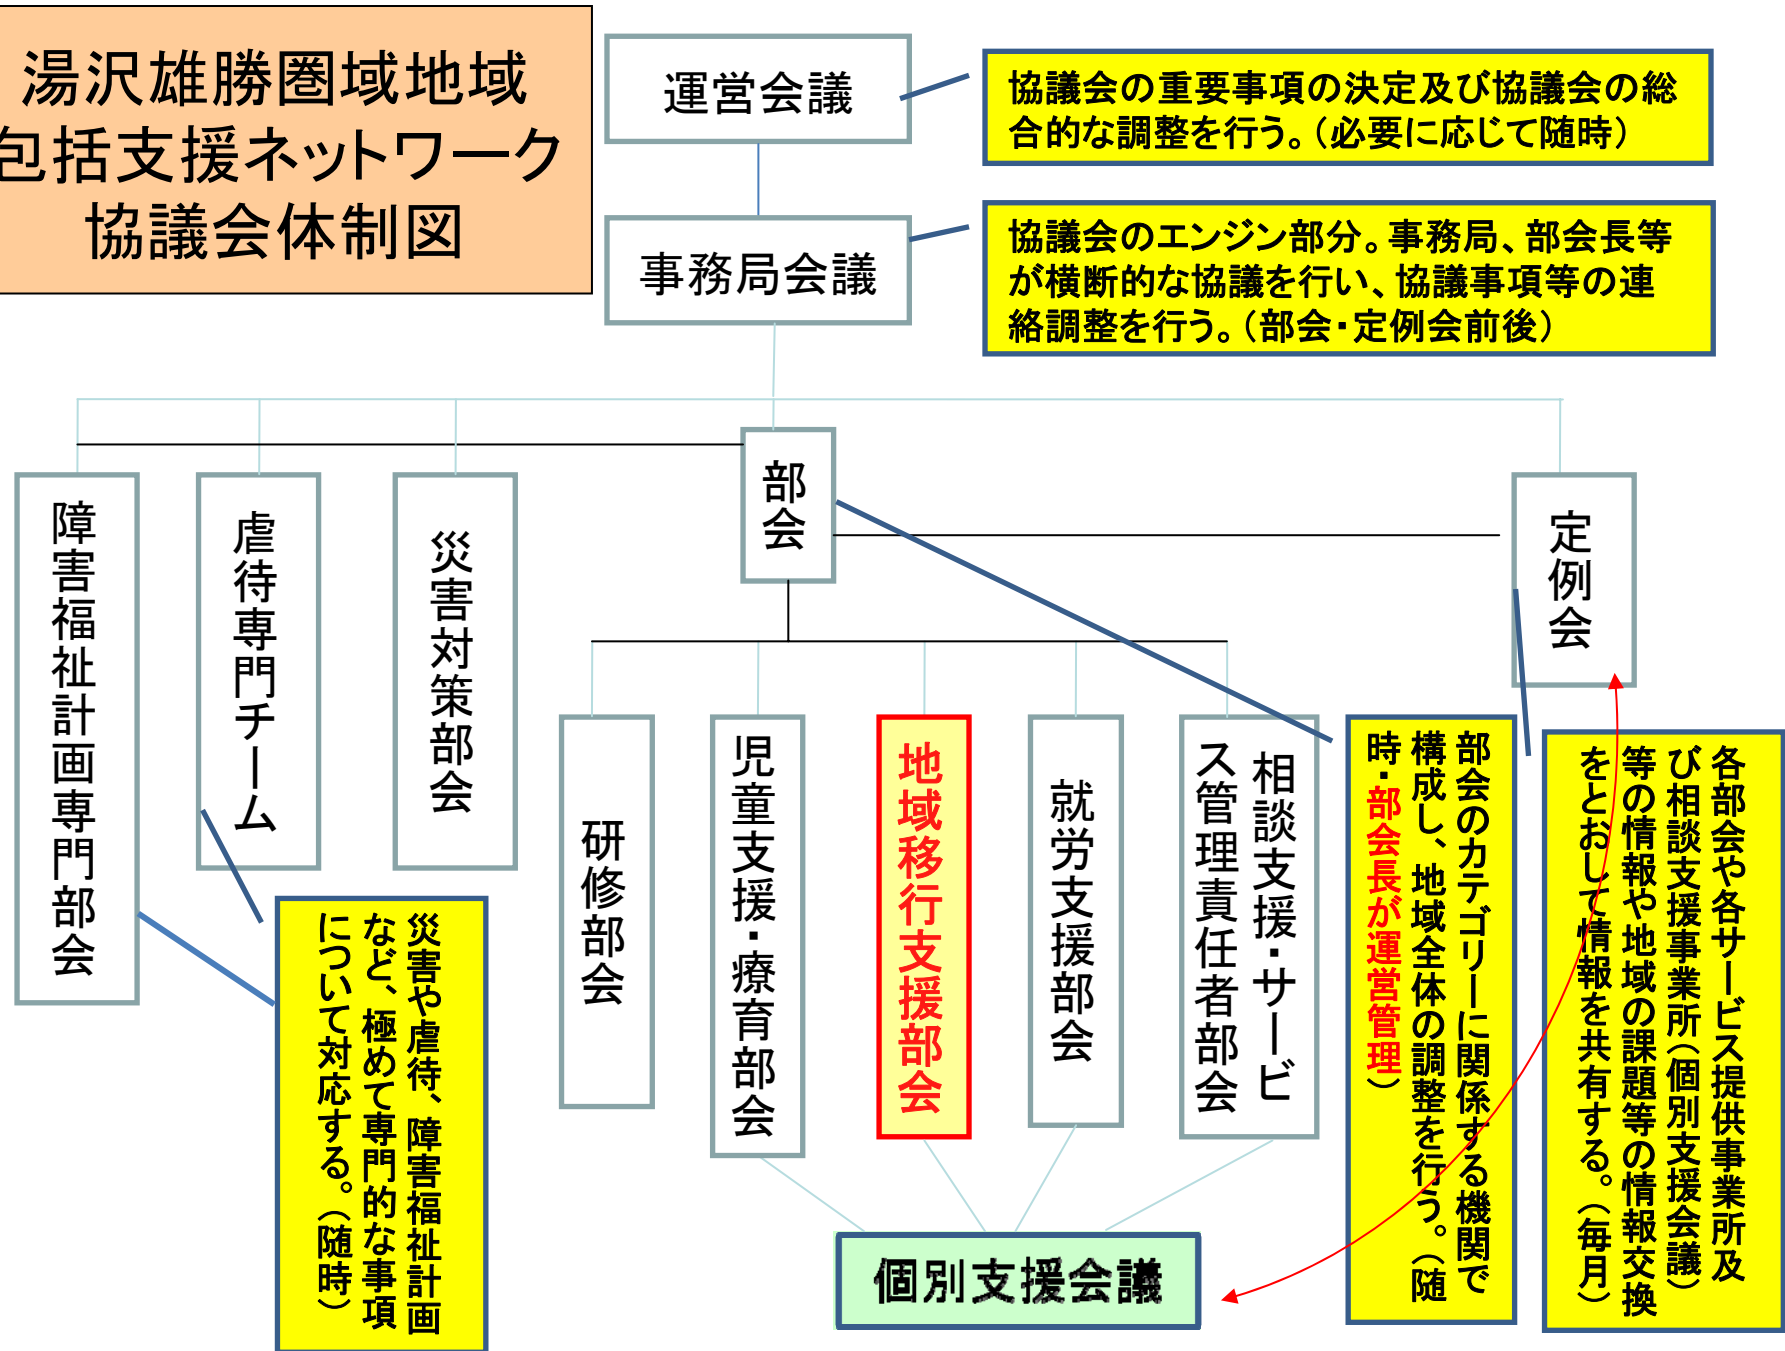 湯沢雄勝圏域地域
包括支援ネットワーク
協議会体制図
運営会議
協議会の重要事項の決定及び協議会の総
合的な調整を行う。(必要に応じて随時)
事務局会議
協議会のエンジン部分。事務局、部会長等
が横断的な協議を行い、協議事項等の連
絡調整を行う。(部会・定例会前後)
障害福祉計画専門部会
虐待専門チーム
災害対策部会
部会
定例会
研修部会
児童支援・療育部会
地域移行支援部会
就労支援部会
相談支援・サービ
ス管理責任者部会
災害や虐待、障害福祉計画
など、極めて専門的な事項
について対応する。(随時)
部会のカテゴリーに関係する機関で
構成し、地域全体の調整を行う。(随
時・部会長が運営管理)
各部会や各サービス提供事業所及
び相談支援事業所(個別支援会議)
等の情報や地域の課題等の情報交換
をとおして情報を共有する。(毎月)
個別支援会議